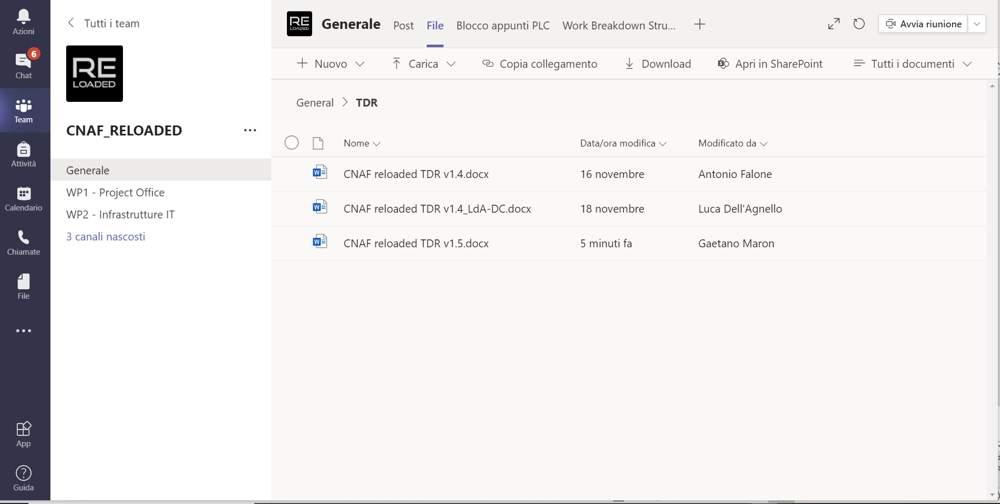 Azioni
6
Chat
Team
Attività
Calendario
Chiamate
File
App
Guida
Tutti i team
RE
LOADED
CNAF_RELOADED
Generale
WP1 - Project Office
WP2 - Infrastrutture IT
3 canali nascosti
RE
LOADED
Generale Post File Blocco appunti PLC Work Breakdown Stru... Avvia riunione
Nuovo Carica Copia collegamento Download Apri in SharePoint Tutti i documenti
General > TDR
Nome Data/ora modifica Modificato da
CNAF reloaded TDR v1.4.docx 16 novembre Antonio Falone
CNAF reloaded TDR v1.4_LdA-DC.docx 18 novembre Luca Dell'Agnello
CNAF reloaded TDR v1.5.docx 5 minuti fa Gaetano Maron